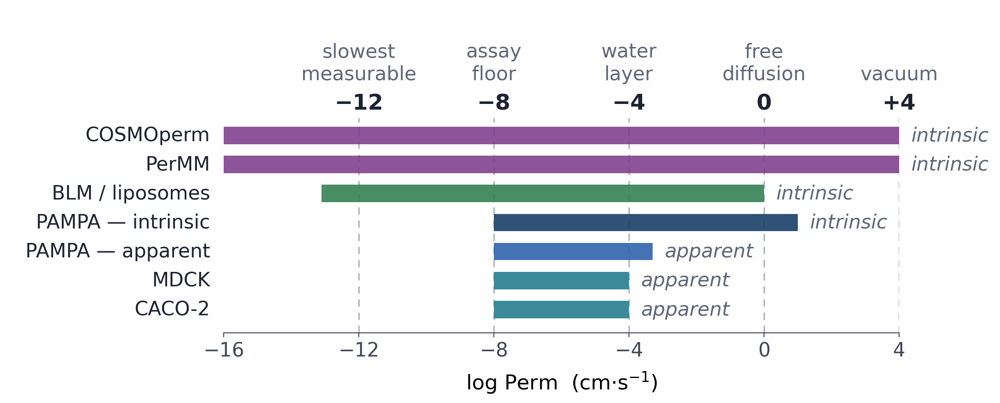 slowest
measurable
−12
assay
floor
−8
water
layer
−4
free
diffusion
0
vacuum
+4
COSMOperm intrinsic
PerMM intrinsic
BLM / liposomes intrinsic
PAMPA — intrinsic intrinsic
PAMPA — apparent apparent
MDCK apparent
CACO-2 apparent
−16 −12 −8 −4 0 4
log Perm (cm·s⁻¹)